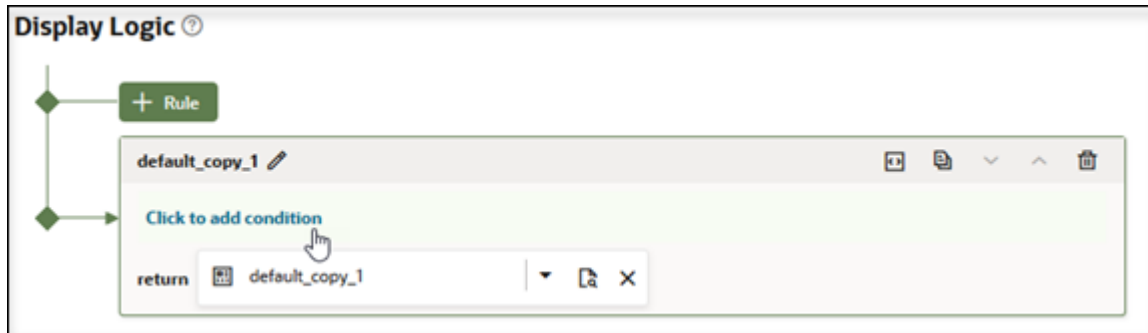 Display Logic ?
+ Rule
default_copy_1
Click to add condition
return default_copy_1